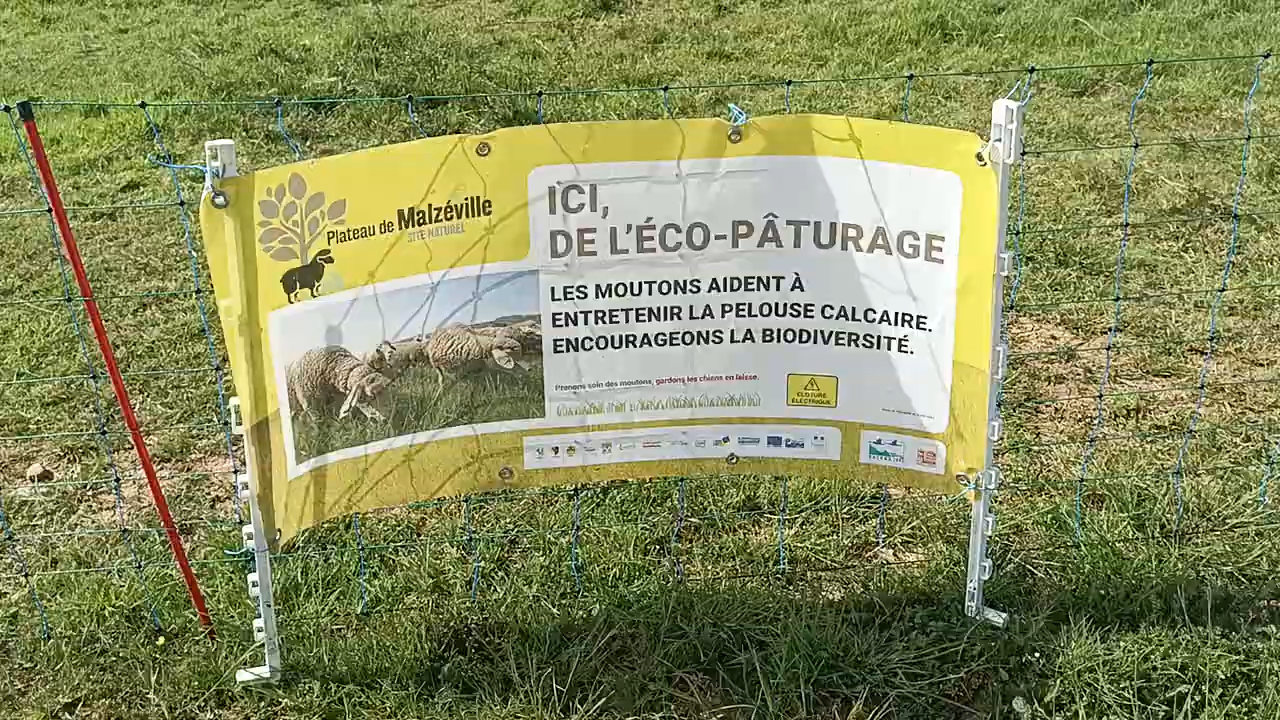 Plateau de Malzéville
SITE NATUREL
ICI,
DE L'ÉCO-PÂTURAGE
LES MOUTONS AIDENT À
ENTRETENIR LA PELOUSE CALCAIRE.
ENCOURAGEONS LA BIODIVERSITÉ.
Prenons soin des moutons, gardons les chiens en laisse.
CLÔTURE
ÉLECTRIQUE